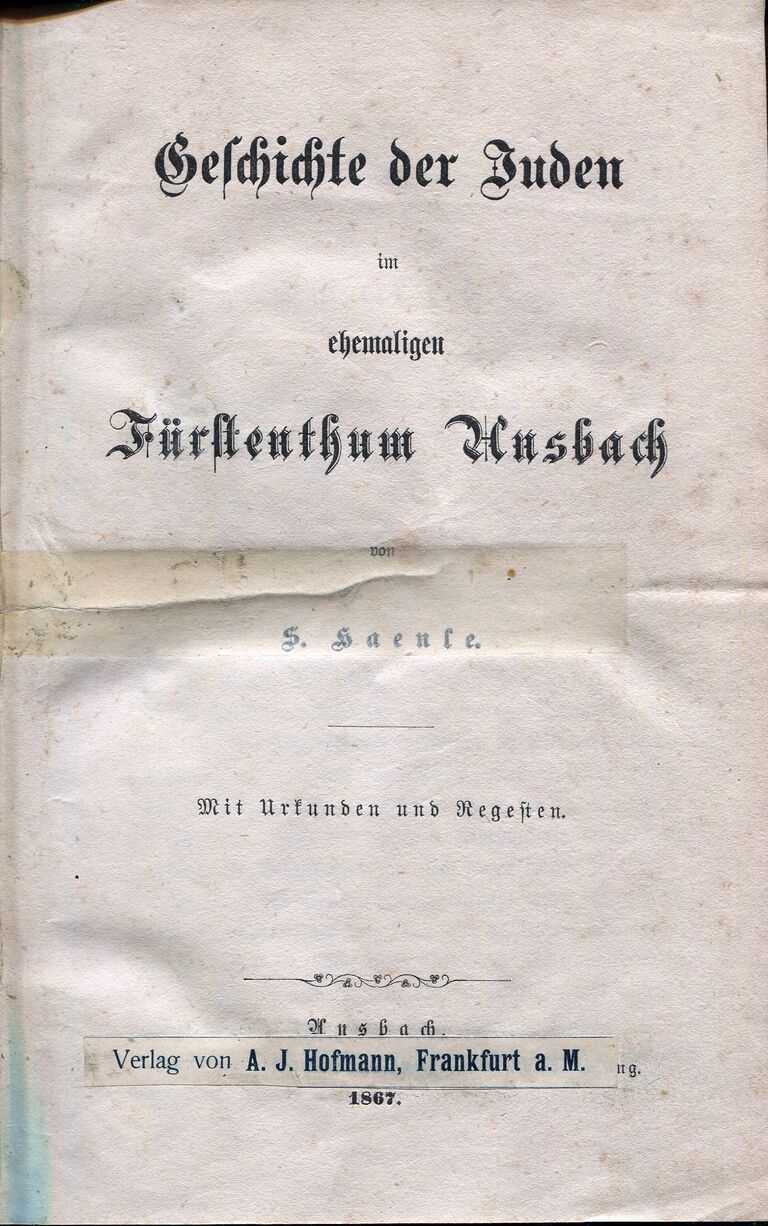 Geschichte der Juden
im
ehemaligen
Fürstenthum Ansbach
von
S. Haenle.
Mit Urkunden und Regesten.
Ansbach.
Verlag von A. J. Hofmann, Frankfurt a. M.
ng.
1867.